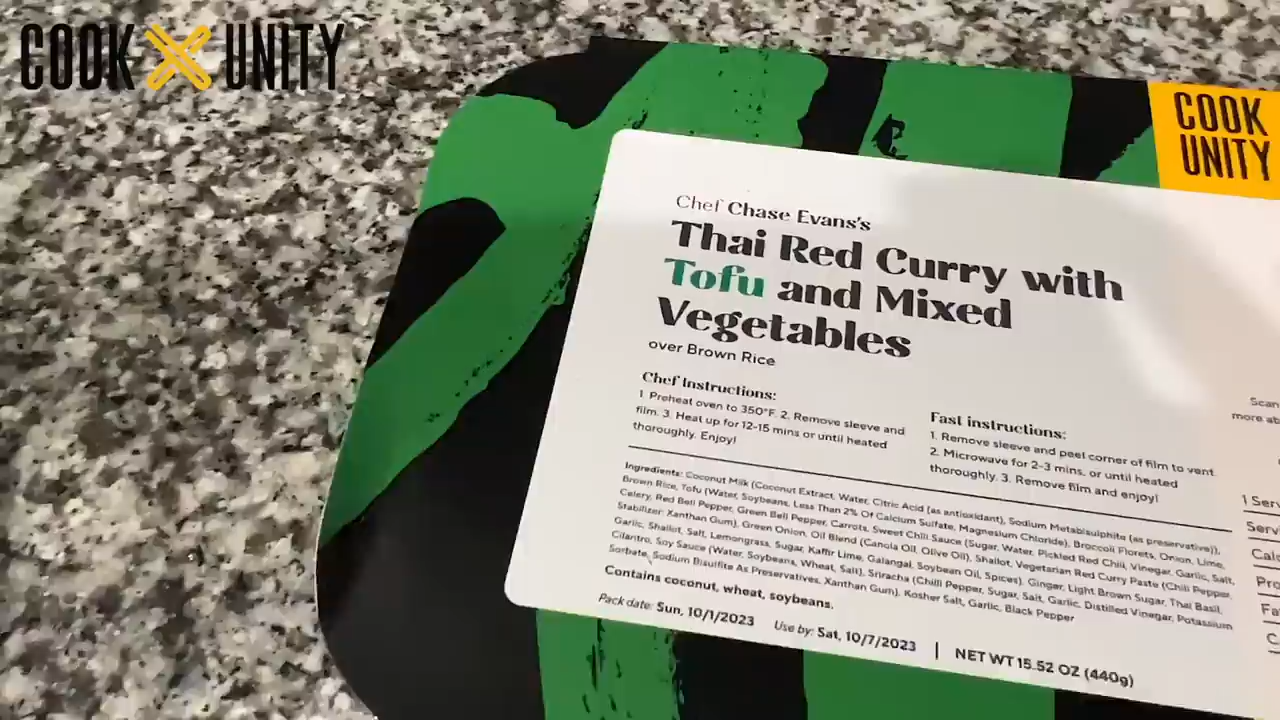 COOK UNITY
COOK
UNITY
Chef Chase Evans's
Thai Red Curry with
Tofu and Mixed
Vegetables
over Brown Rice
Chef Instructions:
1 Preheat oven to 350°F. 2. Remove sleeve and
film. 3. Heat up for 12-15 mins or until heated
thoroughly. Enjoy!
Fast instructions:
1. Remove sleeve and peel corner of film to vent.
2. Microwave for 2-3 mins, or until heated
thoroughly. 3. Remove film and enjoy!
Ingredients: Coconut Milk (Coconut Extract, Water, Citric Acid (as antioxidant), Sodium Metabisulphite (as preservative)),
Brown Rice, Tofu (Water, Soybeans, Less Than 2% Of Calcium Sulfate, Magnesium Chloride), Broccoli Florets, Onion, Lime,
Celery, Red Bell Pepper, Green Bell Pepper, Carrots, Sweet Chili Sauce (Sugar, Water, Pickled Red Chili, Vinegar, Garlic, Salt,
Stabilizer: Xanthan Gum), Green Onion, Oil Blend (Canola Oil, Olive Oil), Shallot, Vegetarian Red Curry Paste (Chili Pepper,
Garlic, Shallot, Salt, Lemongrass, Sugar, Kaffir Lime, Galangal, Soybean Oil, Spices), Ginger, Light Brown Sugar, Thai Basil,
Cilantro, Soy Sauce (Water, Soybeans, Wheat, Salt), Sriracha (Chilli Pepper, Sugar, Salt, Garlic, Distilled Vinegar, Potassium
Sorbate, Sodium Bisulfite As Preservatives, Xanthan Gum), Kosher Salt, Garlic, Black Pepper
Contains coconut, wheat, soybeans.
Pack date: Sun, 10/1/2023 Use by: Sat, 10/7/2023 | NET WT 15.52 OZ (440g)
Scan
more ab
1 Serv
Servi
Calo
Pro
Fa
C